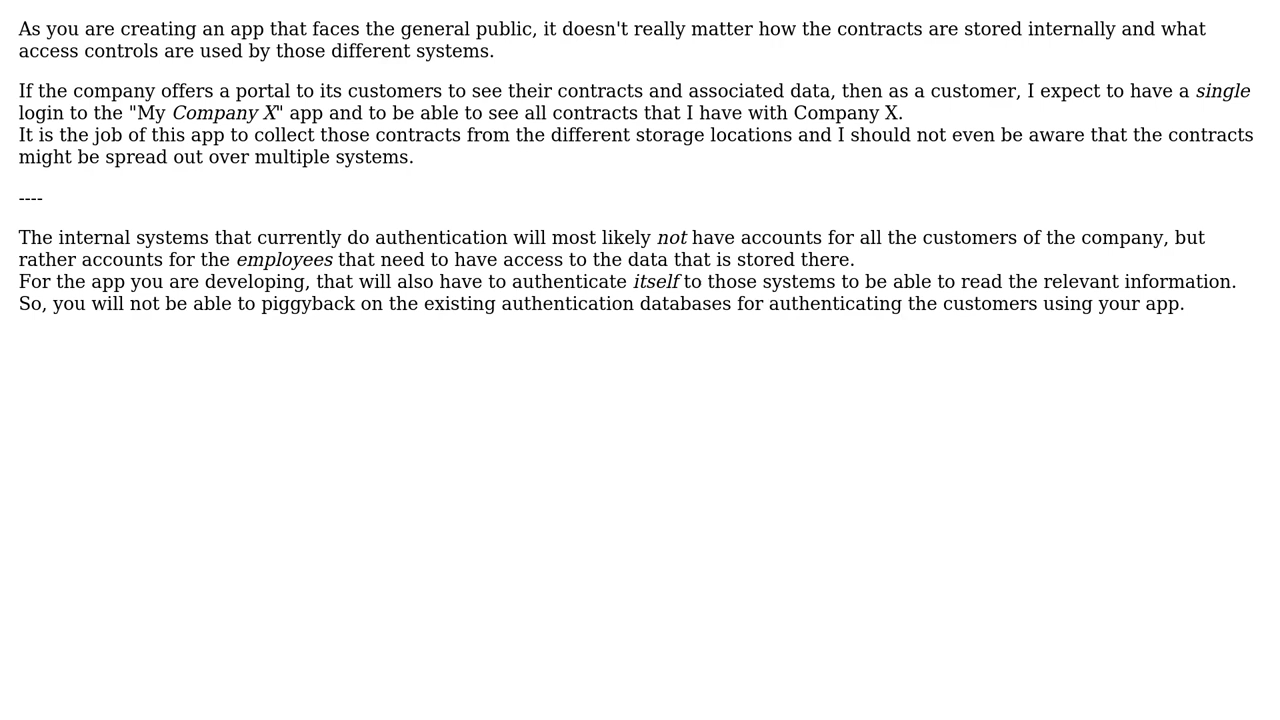 As you are creating an app that faces the general public, it doesn't really matter how the contracts are stored internally and what
access controls are used by those different systems.
If the company offers a portal to its customers to see their contracts and associated data, then as a customer, I expect to have a single
login to the "My Company X" app and to be able to see all contracts that I have with Company X.
It is the job of this app to collect those contracts from the different storage locations and I should not even be aware that the contracts
might be spread out over multiple systems.
----
The internal systems that currently do authentication will most likely not have accounts for all the customers of the company, but
rather accounts for the employees that need to have access to the data that is stored there.
For the app you are developing, that will also have to authenticate itself to those systems to be able to read the relevant information.
So, you will not be able to piggyback on the existing authentication databases for authenticating the customers using your app.